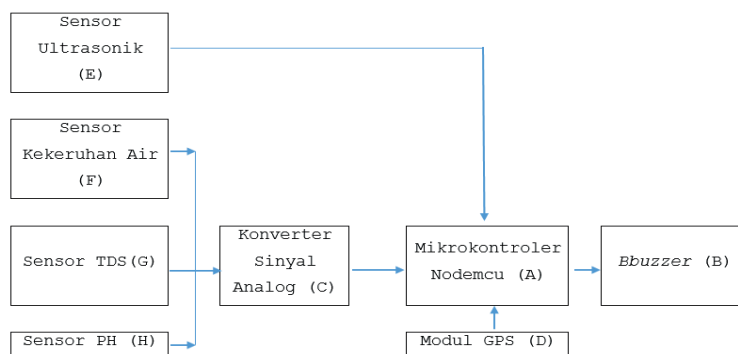 Sensor
Ultrasonik
(E)
Sensor
Kekeruhan Air
(F)
Sensor TDS(G)
Sensor PH (H)
Konverter
Sinyal
Analog (C)
Mikrokontroler
Nodemcu (A)
Modul GPS (D)
Bbuzzer (B)